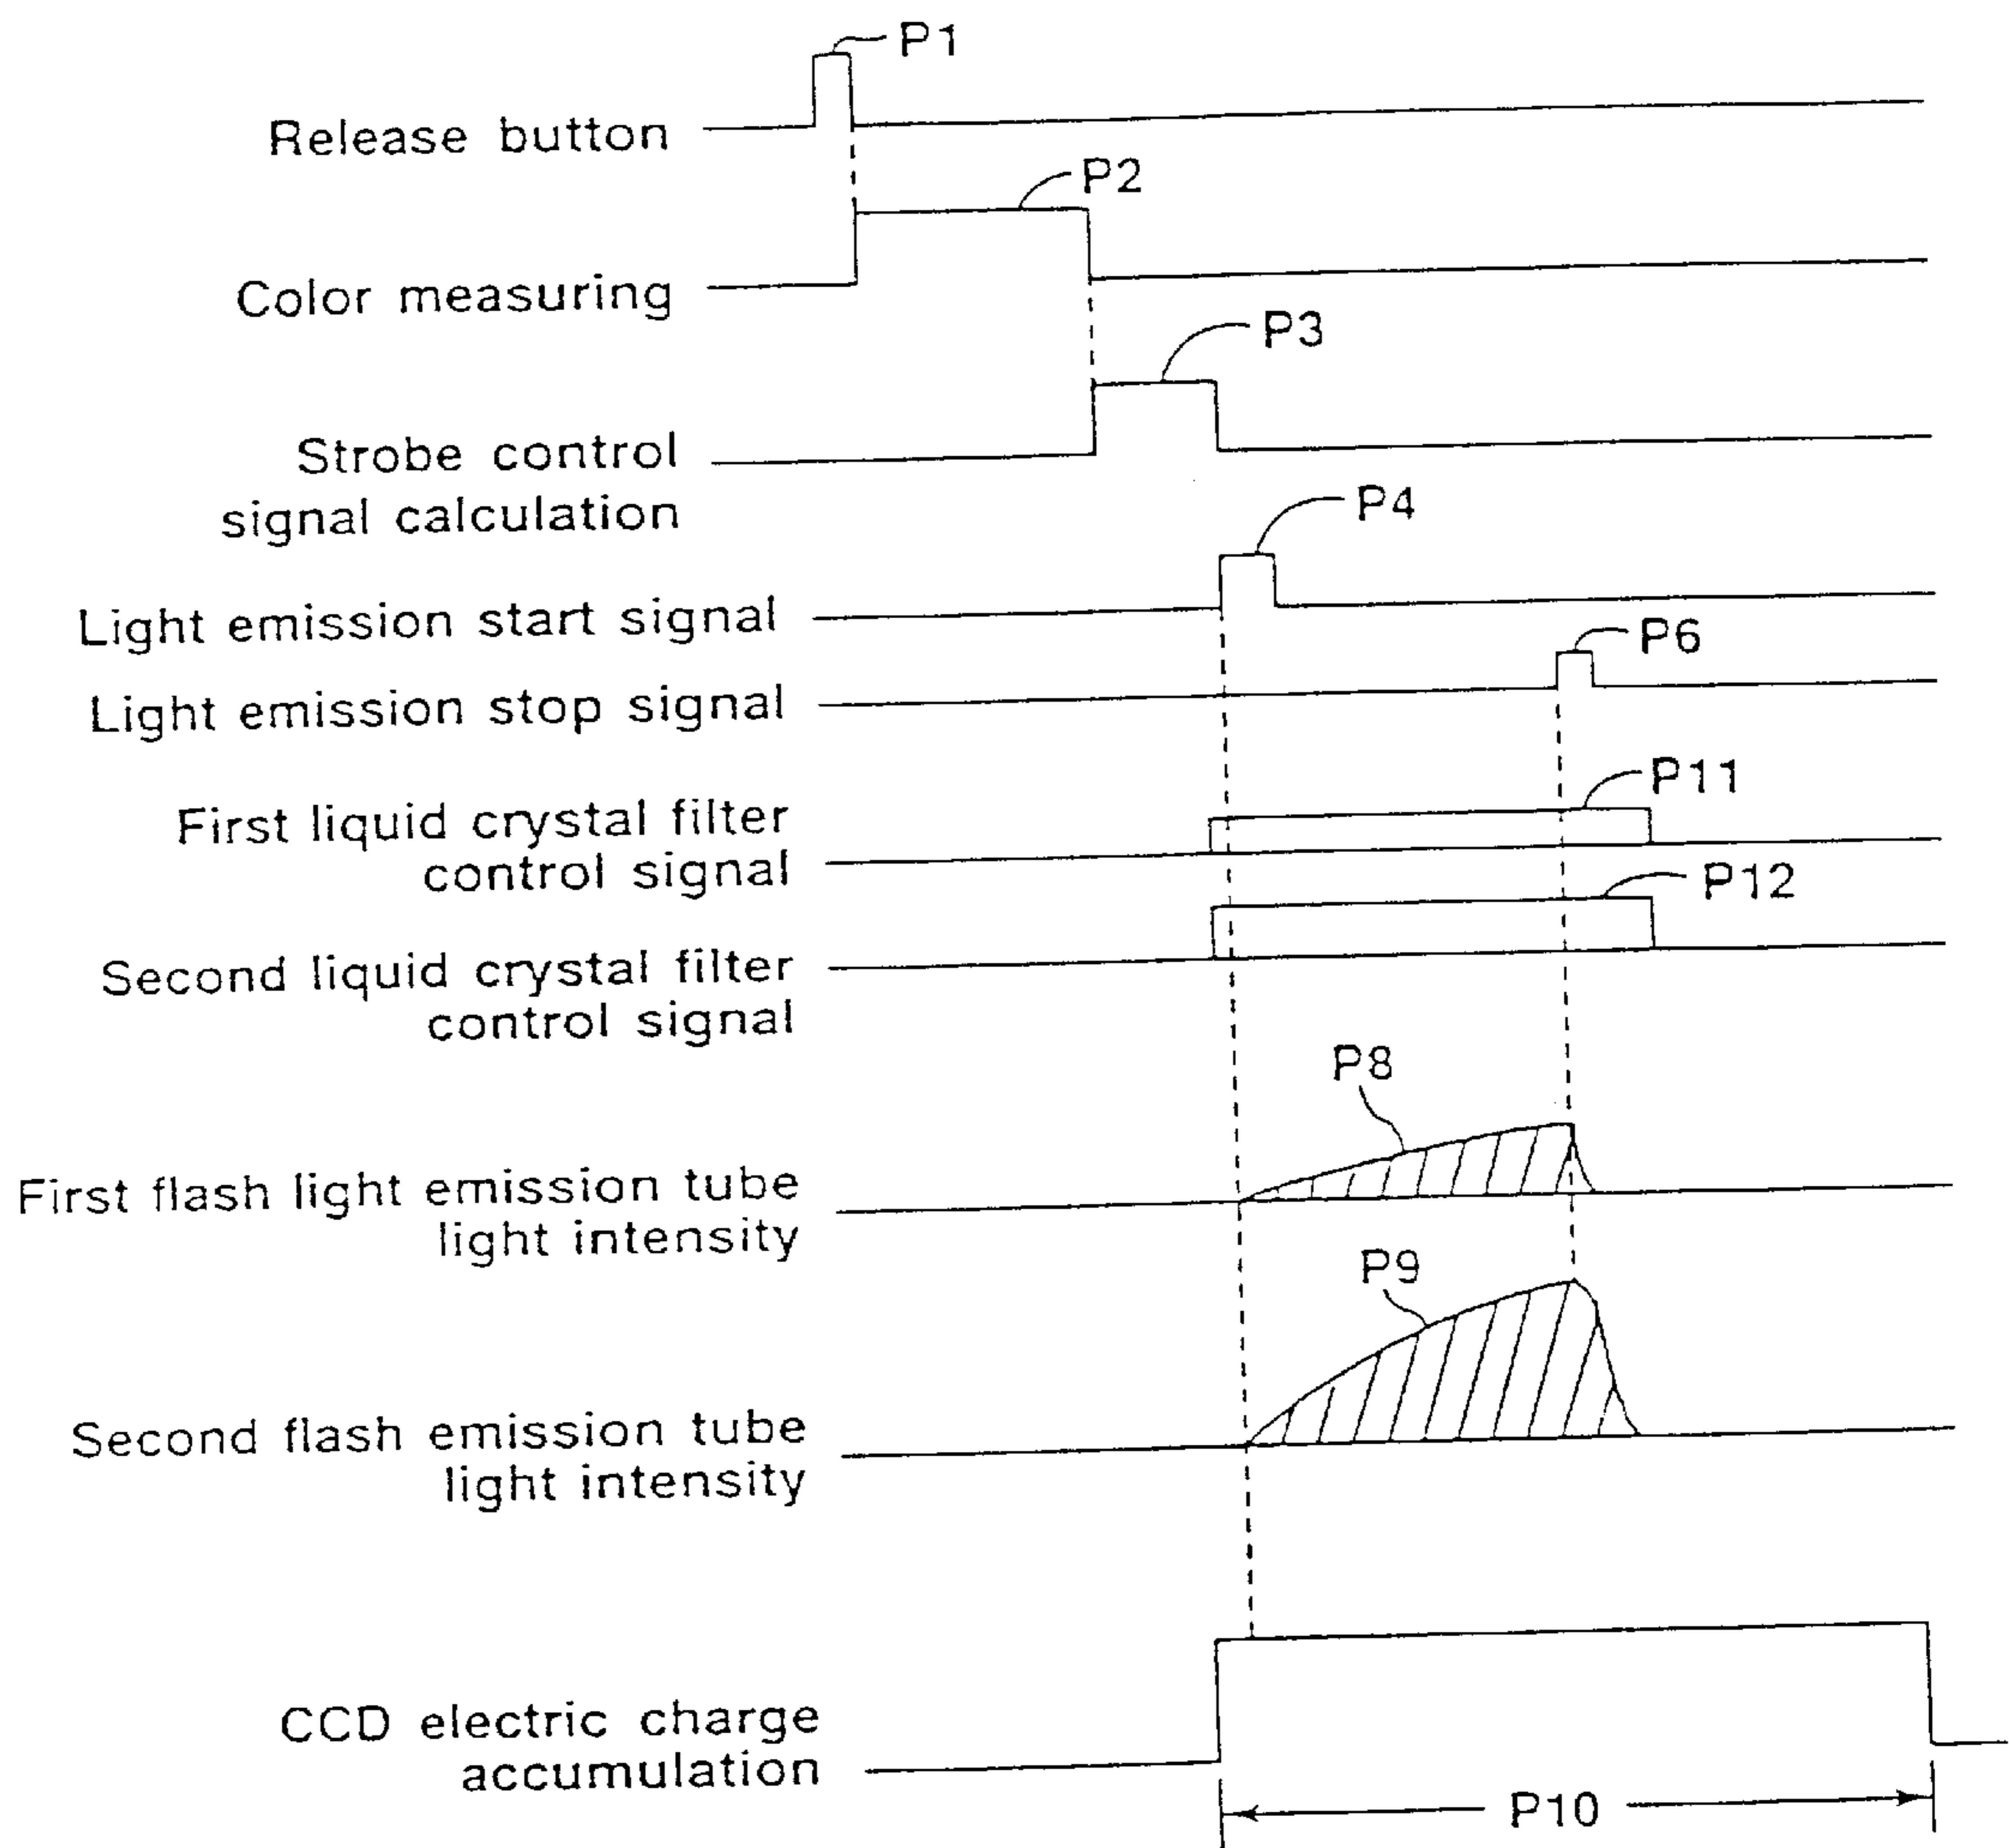 P1
Release button
P2
Color measuring
P3
Strobe control
signal calculation
P4
Light emission start signal
P6
Light emission stop signal
P11
First liquid crystal filter
control signal
P12
Second liquid crystal filter
control signal
P8
First flash light emission tube
light intensity
P9
Second flash emission tube
light intensity
CCD electric charge
accumulation
P10